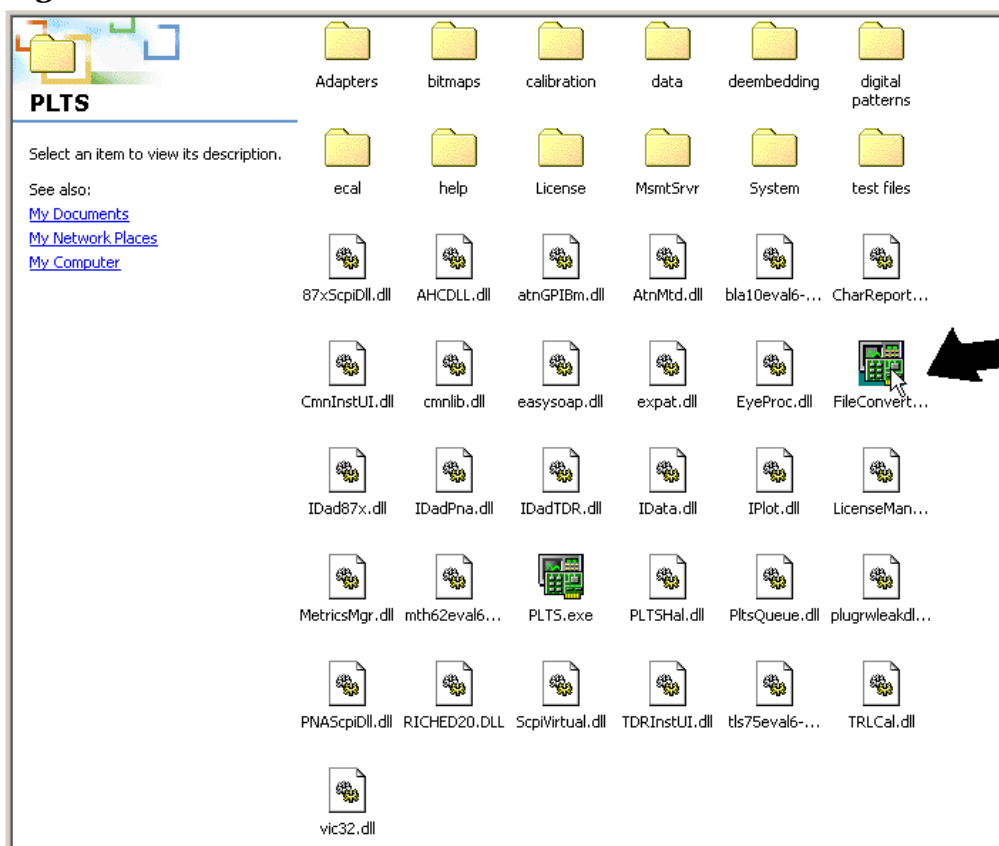 PLTS
Select an item to view its description.
See also:
My Documents
My Network Places
My Computer
Adapters bitmaps calibration data deembedding digital patterns
ecal help License MsmtSrvr System test files
87xScpiDll.dll AHCDLL.dll atnGPIBm.dll AtnMtd.dll bla10eval6-... CharReport...
CmnInstUI.dll cmnlib.dll easysoap.dll expat.dll EyeProc.dll FileConvert...
IDad87x.dll IDadPna.dll IDadTDR.dll IData.dll IPlot.dll LicenseMan...
MetricsMgr.dll mth62eval6... PLTS.exe PLTSHal.dll PltsQueue.dll plugrwleakdl...
PNAScpiDll.dll RICHED20.DLL ScpiVirtual.dll TDRInstUI.dll tls75eval6-... TRLCal.dll
vic32.dll